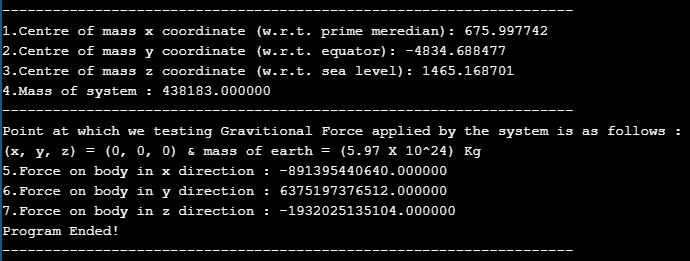 ----------------------------------------------------------------
1.Centre of mass x coordinate (w.r.t. prime meredian): 675.997742
2.Centre of mass y coordinate (w.r.t. equator): -4834.688477
3.Centre of mass z coordinate (w.r.t. sea level): 1465.168701
4.Mass of system : 438183.000000
----------------------------------------------------------------
Point at which we testing Gravitional Force applied by the system is as follows :
(x, y, z) = (0, 0, 0) & mass of earth = (5.97 X 10^24) Kg
5.Force on body in x direction : -891395440640.000000
6.Force on body in y direction : 6375197376512.000000
7.Force on body in z direction : -1932025135104.000000
Program Ended!
----------------------------------------------------------------